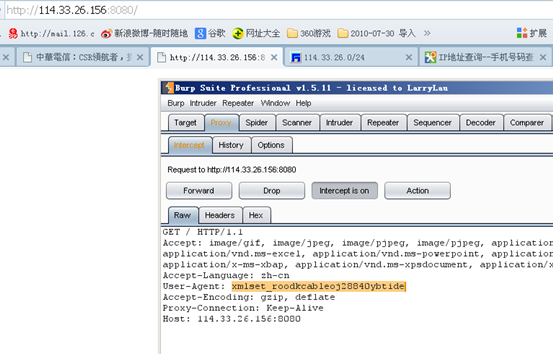 http://114.33.26.156:8080/
http://mail.126.c 新浪微博-随时随地 谷歌 网址大全 360游戏 2010-07-30 导入 » 扩展
中華電信：CSR領航者， http://114.33.26.156:8 114.33.26.0/24 IP地址查询--手机号码查
Burp Suite Professional v1.5.11 - licensed to LarryLau
Burp Intruder Repeater Window Help
Target Proxy Spider Scanner Intruder Repeater Sequencer Decoder Comparer
Intercept History Options
Request to http://114.33.26.156:8080
Forward Drop Intercept is on Action
Raw Headers Hex
GET / HTTP/1.1
Accept: image/gif, image/jpeg, image/pjpeg, image/pjpeg, application
application/vnd.ms-excel, application/vnd.ms-powerpoint, application
application/x-ms-xbap, application/vnd.ms-xpsdocument, application/x
Accept-Language: zh-cn
User-Agent: xmlset_roodkcableoj28840ybtide
Accept-Encoding: gzip, deflate
Proxy-Connection: Keep-Alive
Host: 114.33.26.156:8080